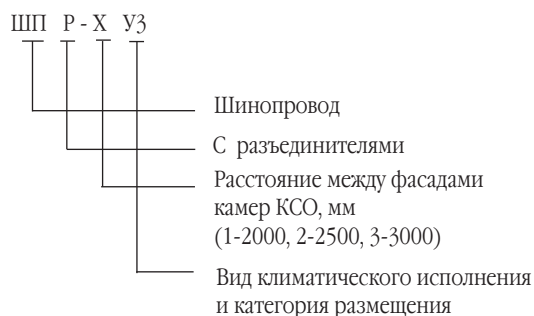 ШП Р - Х У3
Шинопровод
С разъединителями
Расстояние между фасадами
камер КСО, мм
(1-2000, 2-2500, 3-3000)
Вид климатического исполнения
и категория размещения